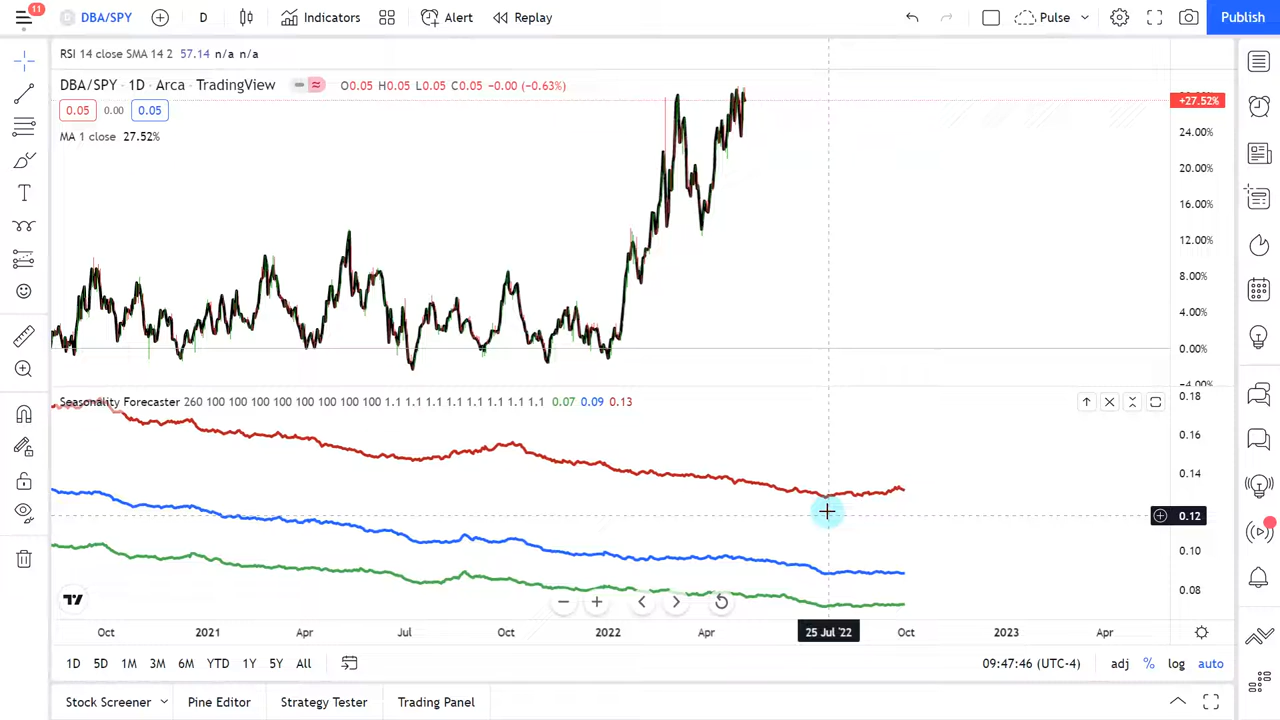 11
DBA/SPY
D
Indicators
Alert
Replay
Pulse
Publish
RSI 14 close SMA 14 2 57.14 n/a n/a
DBA/SPY · 1D · Arca · TradingView
O0.05 H0.05 L0.05 C0.05 −0.00 (−0.63%)
0.05 0.00 0.05
MA 1 close 27.52%
+27.52%
24.00%
20.00%
16.00%
12.00%
8.00%
4.00%
0.00%
−4.00%
Seasonality Forecaster 260 100 100 100 100 100 100 100 1.1 1.1 1.1 1.1 1.1 1.1 1.1 0.07 0.09 0.13
0.18
0.16
0.14
0.12
0.10
0.08
Oct 2021 Apr Jul Oct 2022 Apr 25 Jul '22 Oct 2023 Apr
1D 5D 1M 3M 6M YTD 1Y 5Y All
09:47:46 (UTC-4) adj % log auto
Stock Screener
Pine Editor
Strategy Tester
Trading Panel